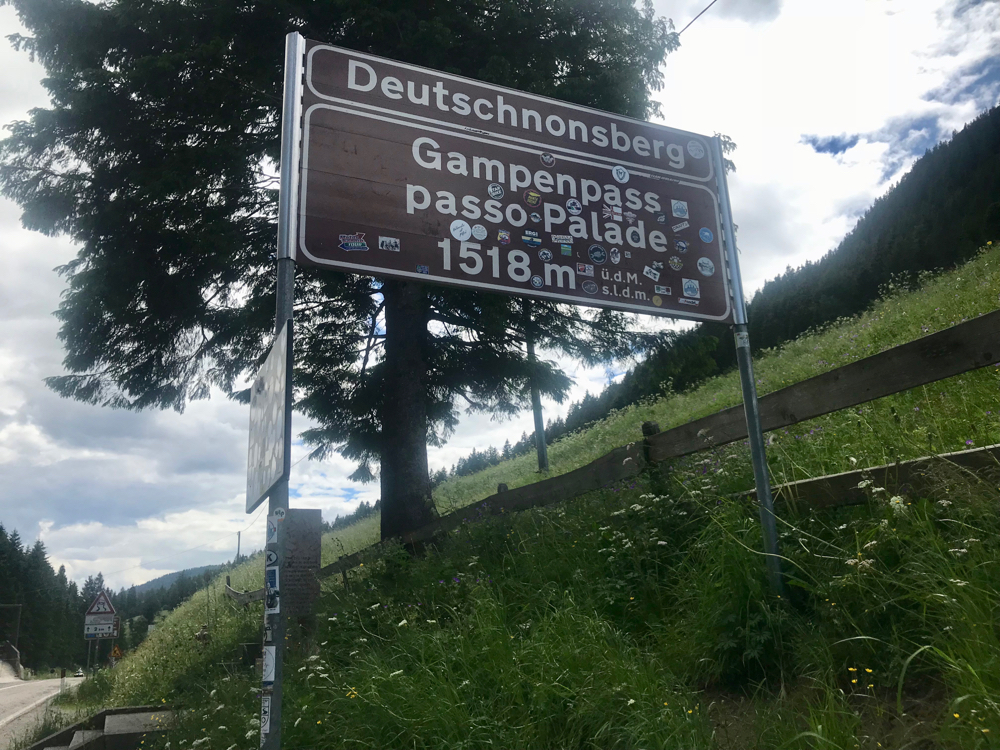 Deutschnonsberg
Gampenpass
passo Palade
1518 m
ü.d.M.
s.l.d.m.